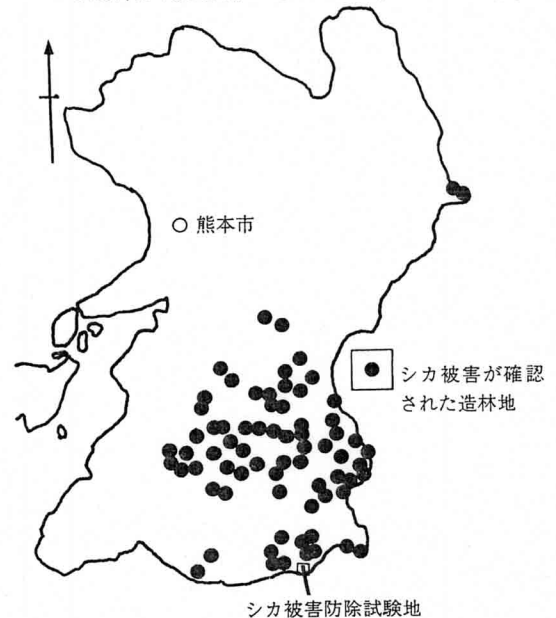 熊本市
シカ被害が確認
された造林地
シカ被害防除試験地